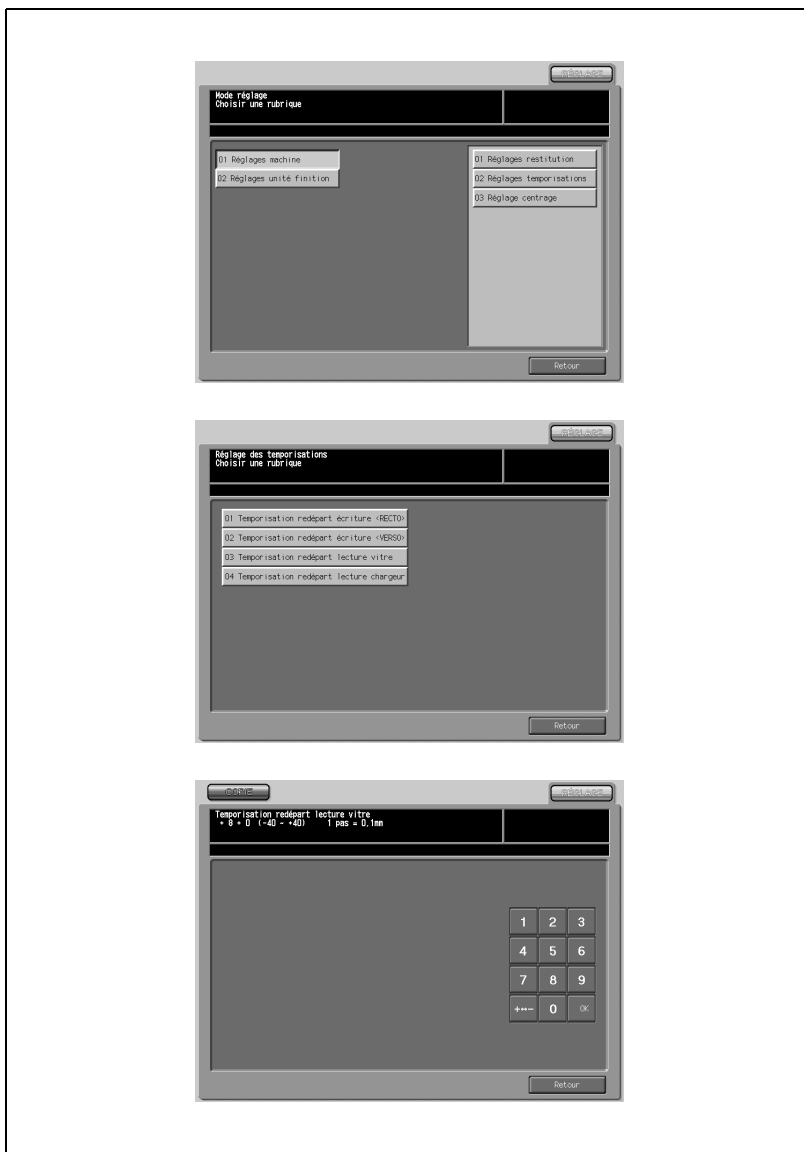 RÉGLAGE
Mode réglage
Choisir une rubrique
01 Réglages machine
02 Réglages unité finition
01 Réglages restitution
02 Réglages temporisations
03 Réglage centrage
Retour
RÉGLAGE
Réglage des temporisations
Choisir une rubrique
01 Temporisation redépart écriture <RECTO>
02 Temporisation redépart écriture <VERSO>
03 Temporisation redépart lecture vitre
04 Temporisation redépart lecture chargeur
Retour
COPIE
RÉGLAGE
Temporisation redépart lecture vitre
+ 8 + 0 (-40 ~ +40) 1 pas = 0,1mm
1 2 3
4 5 6
7 8 9
+↔- 0 OK
Retour